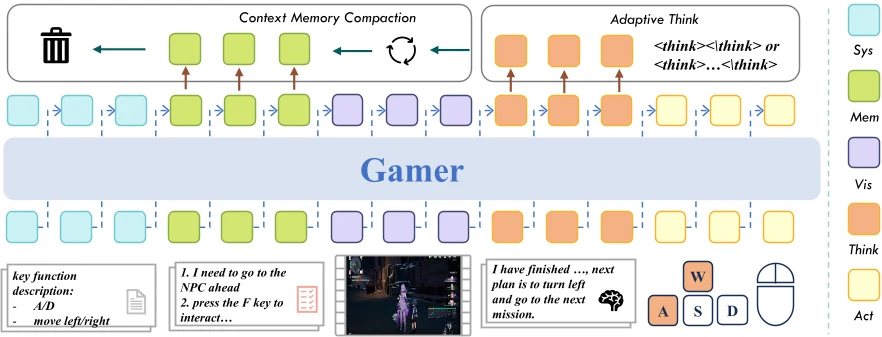 Context Memory Compaction
Adaptive Think
<think><\think> or
<think>...<\think>
Sys
Mem
Vis
Think
Act
Gamer
key function
description:
- A/D
- move left/right
1. I need to go to the
NPC ahead
2. press the F key to
interact...
I have finished ..., next
plan is to turn left
and go to the next
mission.
W
A S D